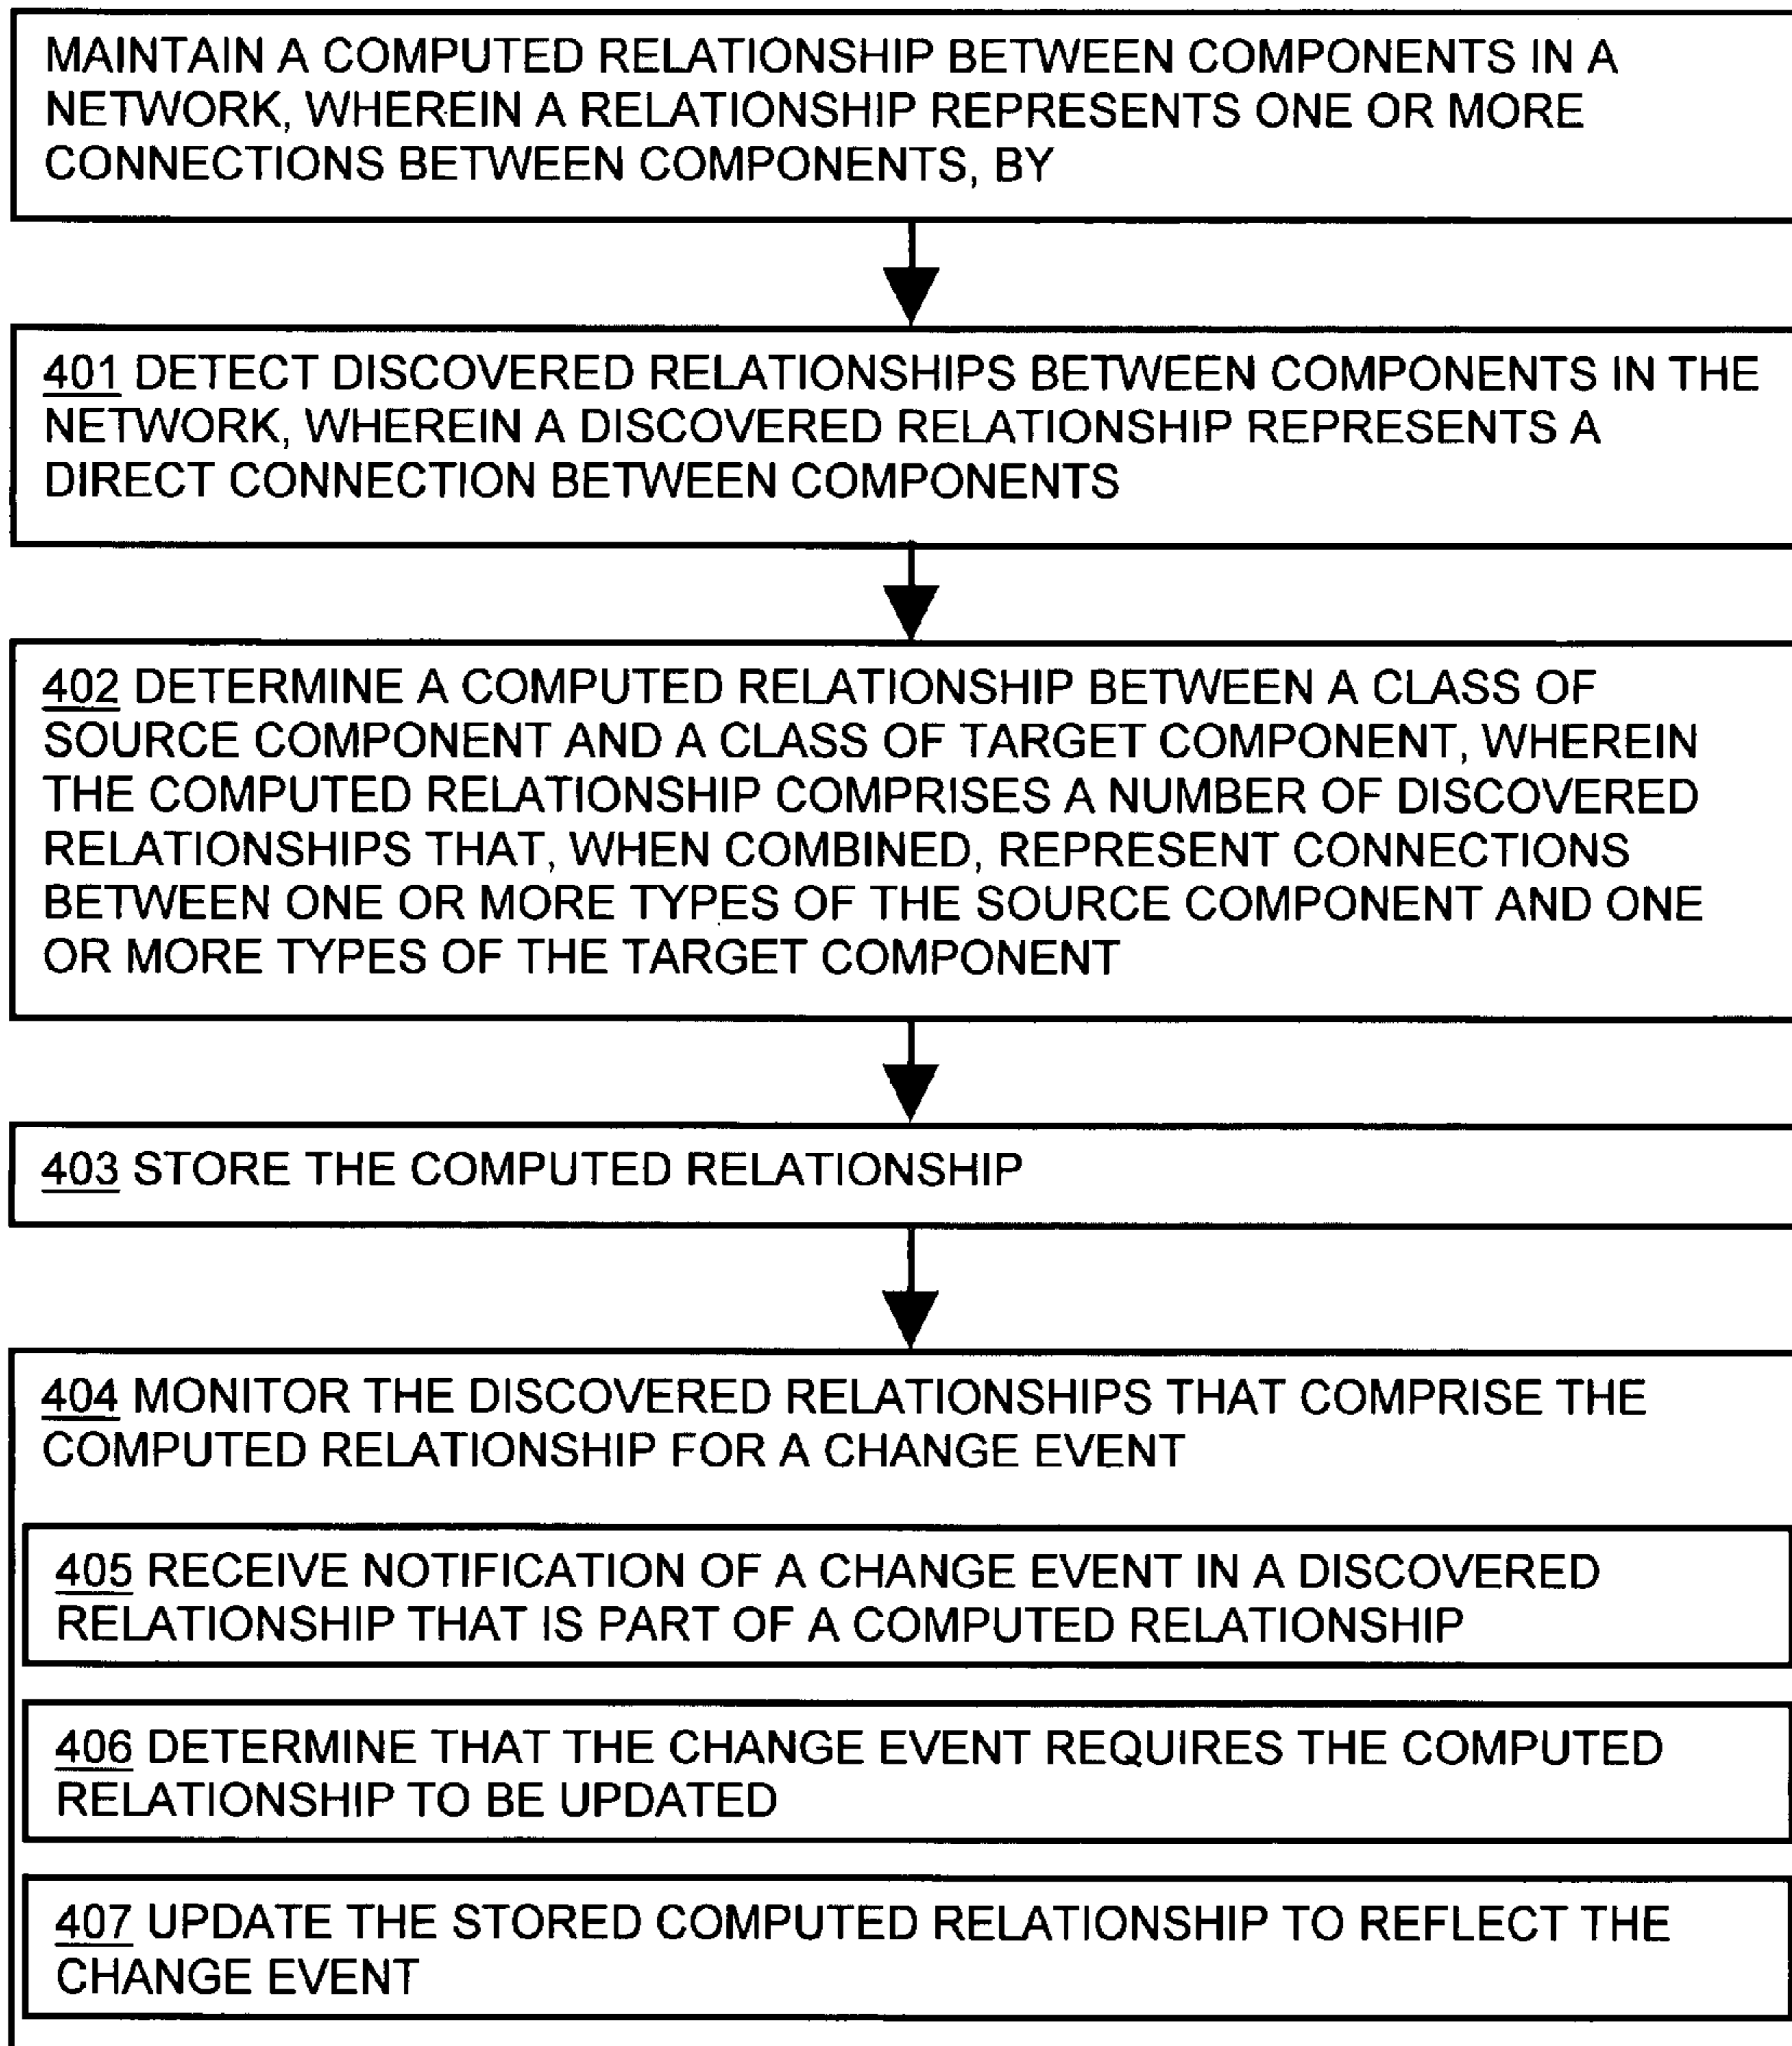 MAINTAIN A COMPUTED RELATIONSHIP BETWEEN COMPONENTS IN A
NETWORK, WHEREIN A RELATIONSHIP REPRESENTS ONE OR MORE
CONNECTIONS BETWEEN COMPONENTS, BY
401 DETECT DISCOVERED RELATIONSHIPS BETWEEN COMPONENTS IN THE
NETWORK, WHEREIN A DISCOVERED RELATIONSHIP REPRESENTS A
DIRECT CONNECTION BETWEEN COMPONENTS
402 DETERMINE A COMPUTED RELATIONSHIP BETWEEN A CLASS OF
SOURCE COMPONENT AND A CLASS OF TARGET COMPONENT, WHEREIN
THE COMPUTED RELATIONSHIP COMPRISES A NUMBER OF DISCOVERED
RELATIONSHIPS THAT, WHEN COMBINED, REPRESENT CONNECTIONS
BETWEEN ONE OR MORE TYPES OF THE SOURCE COMPONENT AND ONE
OR MORE TYPES OF THE TARGET COMPONENT
403 STORE THE COMPUTED RELATIONSHIP
404 MONITOR THE DISCOVERED RELATIONSHIPS THAT COMPRISE THE
COMPUTED RELATIONSHIP FOR A CHANGE EVENT
405 RECEIVE NOTIFICATION OF A CHANGE EVENT IN A DISCOVERED
RELATIONSHIP THAT IS PART OF A COMPUTED RELATIONSHIP
406 DETERMINE THAT THE CHANGE EVENT REQUIRES THE COMPUTED
RELATIONSHIP TO BE UPDATED
407 UPDATE THE STORED COMPUTED RELATIONSHIP TO REFLECT THE
CHANGE EVENT